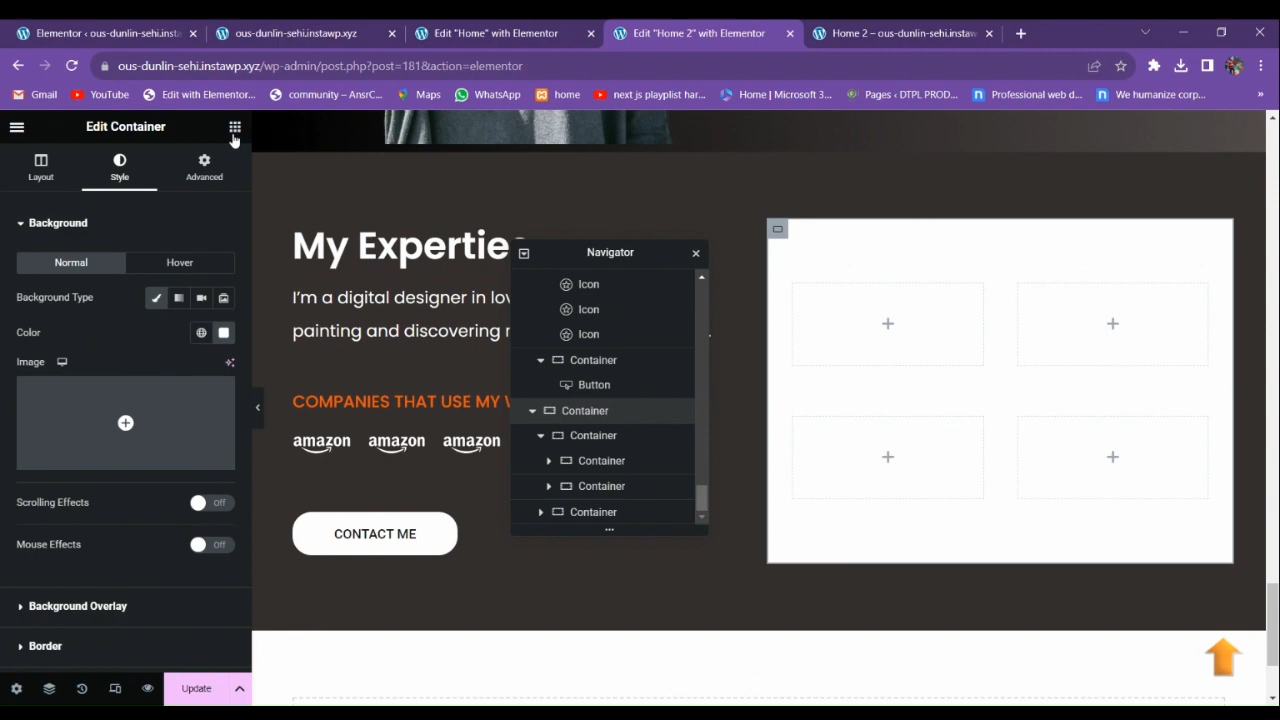 Elementor ‹ ous-dunlin-sehi.insta
ous-dunlin-sehi.instawp.xyz/
Edit "Home" with Elementor
Edit "Home 2" with Elementor
Home 2 – ous-dunlin-sehi.instaw
ous-dunlin-sehi.instawp.xyz/wp-admin/post.php?post=181&action=elementor
Gmail
YouTube
Edit with Elementor...
community – AnsrC...
Maps
WhatsApp
home
next js playlist har...
Home | Microsoft 3...
Pages ‹ DTPL PROD...
Professional web d...
We humanize corp...
»
Edit Container
Layout
Style
Advanced
Background
Normal
Hover
Background Type
Color
Image
Scrolling Effects
Off
Mouse Effects
Off
Background Overlay
Border
Update
My Expertie
I'm a digital designer in lov
painting and discovering
COMPANIES THAT USE MY
amazon
amazon
amazon
CONTACT ME
Navigator
Icon
Icon
Icon
Container
Button
Container
Container
Container
Container
Container